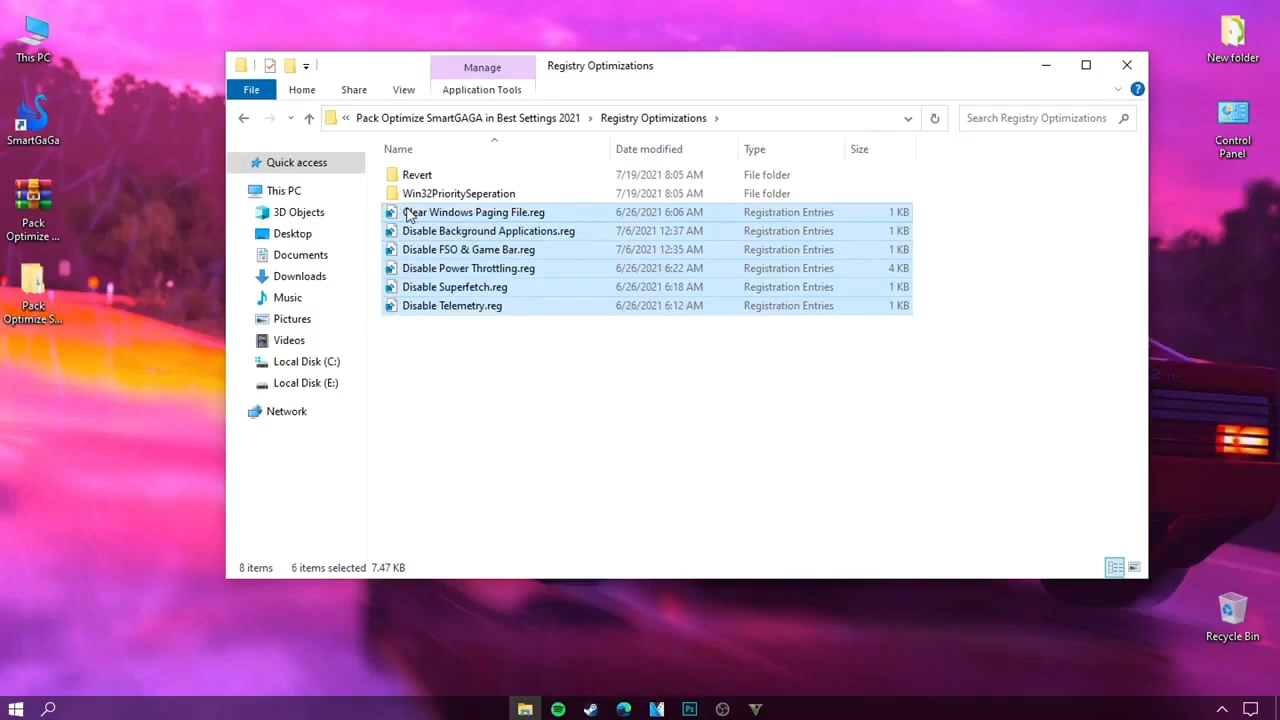 This PC
SmartGaGa
Pack
Optimize ...
Pack
Optimize S...
New folder
Control
Panel
Recycle Bin
Manage
Registry Optimizations
File
Home
Share
View
Application Tools
« Pack Optimize SmartGAGA in Best Settings 2021 › Registry Optimizations ›
Search Registry Optimizations
Name
Date modified
Type
Size
Quick access
This PC
3D Objects
Desktop
Documents
Downloads
Music
Pictures
Videos
Local Disk (C:)
Local Disk (E:)
Network
Revert 7/19/2021 8:05 AM File folder
Win32PrioritySeperation 7/19/2021 8:05 AM File folder
Clear Windows Paging File.reg 6/26/2021 6:06 AM Registration Entries 1 KB
Disable Background Applications.reg 7/6/2021 12:37 AM Registration Entries 1 KB
Disable FSO & Game Bar.reg 7/6/2021 12:35 AM Registration Entries 1 KB
Disable Power Throttling.reg 6/26/2021 6:22 AM Registration Entries 4 KB
Disable Superfetch.reg 6/26/2021 6:18 AM Registration Entries 1 KB
Disable Telemetry.reg 6/26/2021 6:12 AM Registration Entries 1 KB
8 items 6 items selected 7.47 KB
Ps